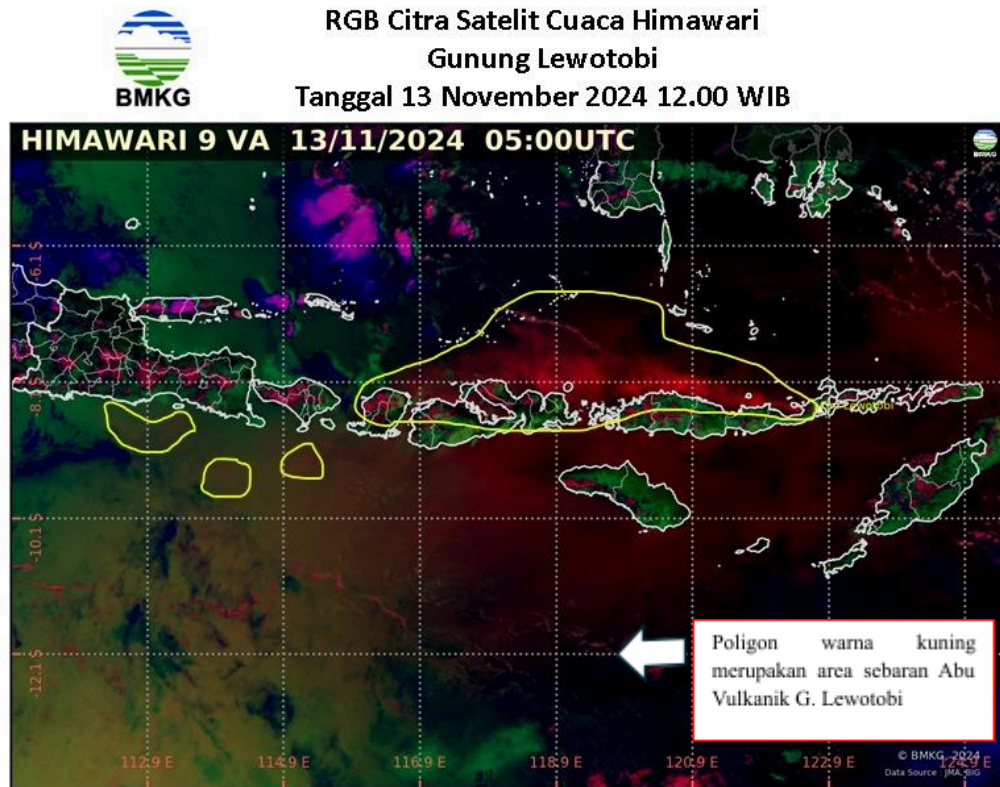 BMKG
RGB Citra Satelit Cuaca Himawari
Gunung Lewotobi
Tanggal 13 November 2024 12.00 WIB
HIMAWARI 9 VA 13/11/2024 05:00UTC
BMKG
-6.1 S
-8.1 S
Lewotobi
-10.1 S
-12.1 S
Poligon warna kuning
merupakan area sebaran Abu
Vulkanik G. Lewotobi
112.9 E 114.9 E 116.9 E 118.9 E 120.9 E 122.9 E 124.9 E
© BMKG, 2024
Data Source : JMA, BIG